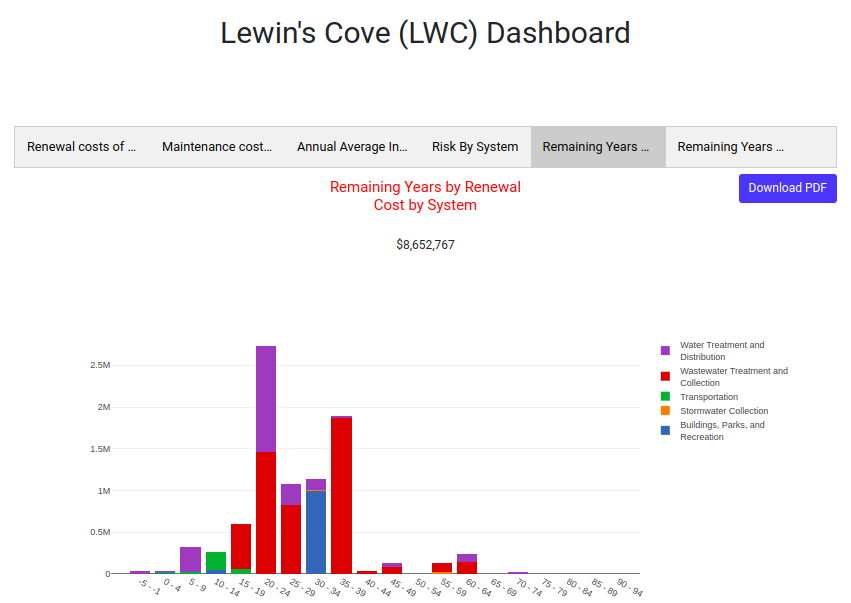 Lewin's Cove (LWC) Dashboard
Renewal costs of ... Maintenance cost... Annual Average In... Risk By System Remaining Years ... Remaining Years ...
Remaining Years by Renewal
Cost by System
Download PDF
$8,652,767
2.5M
2M
1.5M
1M
0.5M
0
-5 - -1
0 - 4
5 - 9
10 - 14
15 - 19
20 - 24
25 - 29
30 - 34
35 - 39
40 - 44
45 - 49
50 - 54
55 - 59
60 - 64
65 - 69
70 - 74
75 - 79
80 - 84
85 - 89
90 - 94
Water Treatment and
Distribution
Wastewater Treatment and
Collection
Transportation
Stormwater Collection
Buildings, Parks, and
Recreation